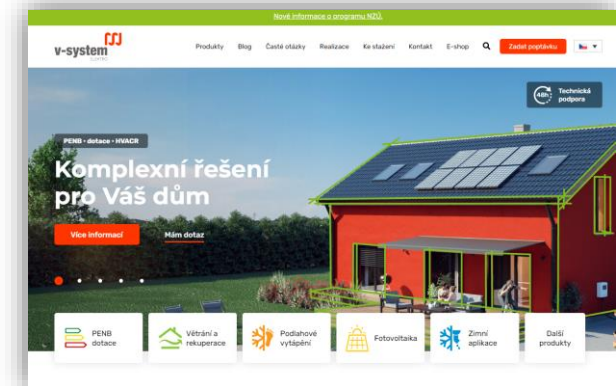 Nové informace o programu NZÚ.
v-system
Produkty Blog Časté otázky Realizace Ke stažení Kontakt E-shop Zadat poptávku
48h
Technická
podpora
PENB - dotace - HVACR
Komplexní řešení
pro Váš dům
Více informací Mám dotaz
PENB
dotace
Větrání a
rekuperace
Podlahové
vytápění
Fotovoltaika
Zimní
aplikace
Další
produkty